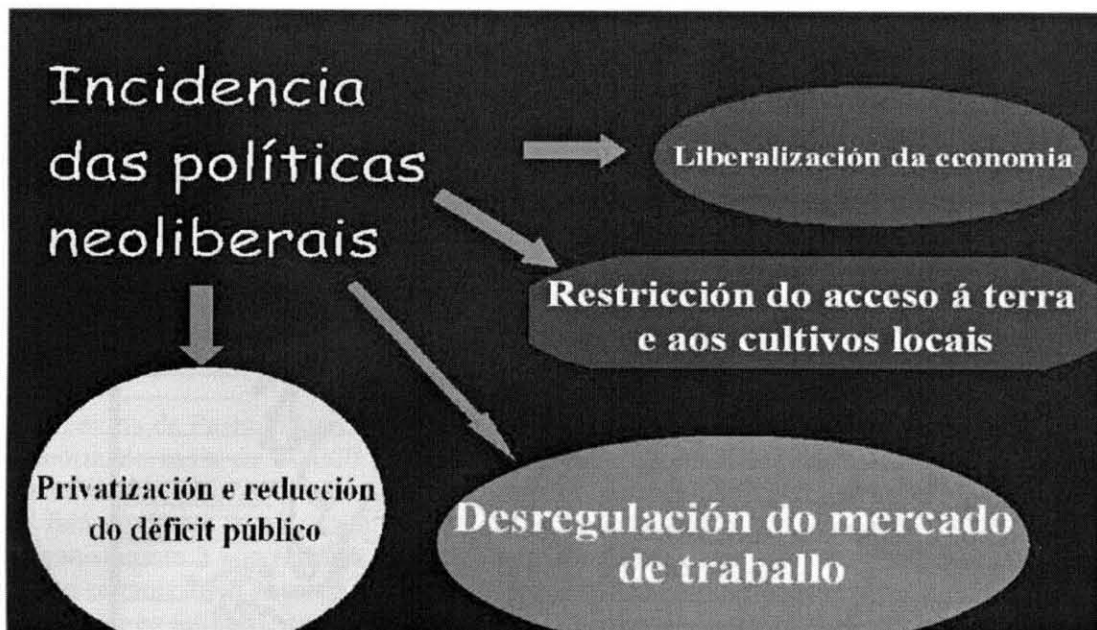 Incidencia
das políticas
neoliberais
Liberalización da economia
Restricción do acceso á terra
e aos cultivos locais
Privatización e reducción
do déficit público
Desregulación do mercado
de traballo